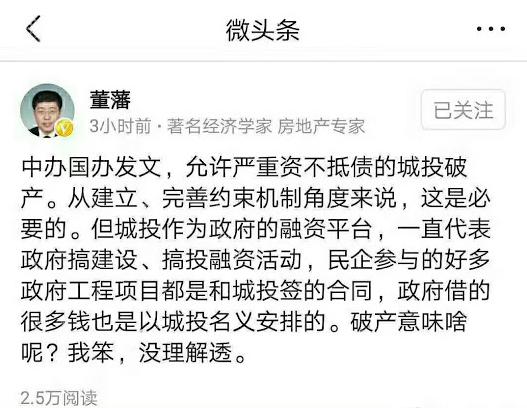 微头条
董藩
3小时前·著名经济学家 房地产专家
已关注
中办国办发文，允许严重资不抵债的城投破
产。从建立、完善约束机制角度来说，这是必
要的。但城投作为政府的融资平台，一直代表
政府搞建设、搞投融资活动，民企参与的好多
政府工程项目都是和城投签的合同，政府借的
很多钱也是以城投名义安排的。破产意味啥
呢？我笨，没理解透。
2.5万阅读